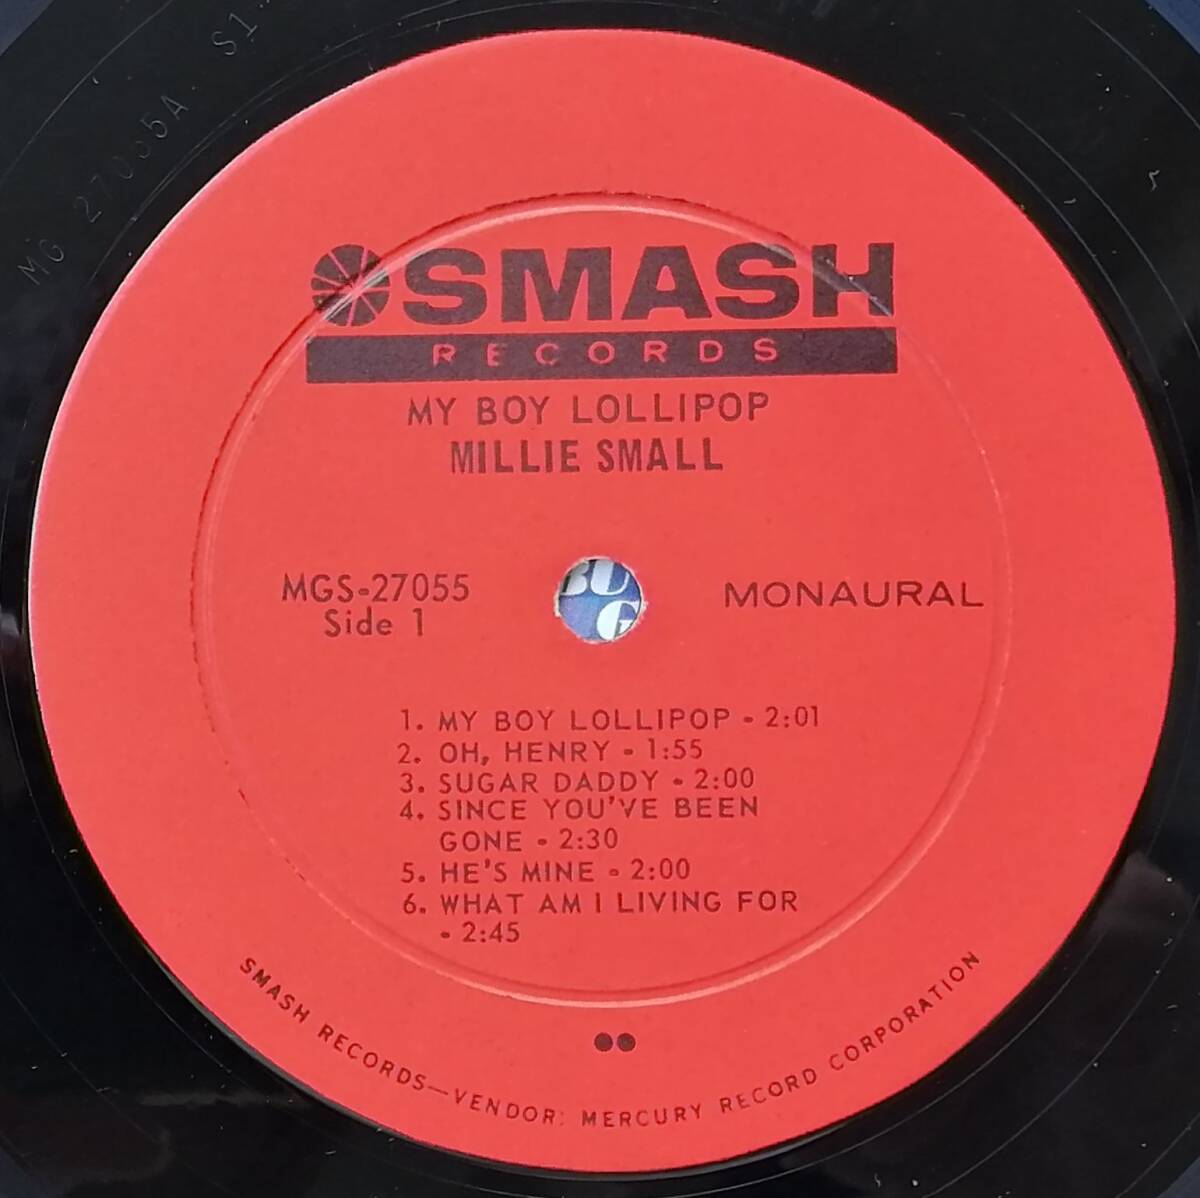 MG 27055A S1
SMASH
RECORDS
MY BOY LOLLIPOP
MILLIE SMALL
MGS-27055
Side 1
BUG
MONAURAL
1. MY BOY LOLLIPOP - 2:01
2. OH, HENRY - 1:55
3. SUGAR DADDY - 2:00
4. SINCE YOU'VE BEEN
GONE - 2:30
5. HE'S MINE - 2:00
6. WHAT AM I LIVING FOR
- 2:45
SMASH RECORDS—VENDOR: MERCURY RECORD CORPORATION